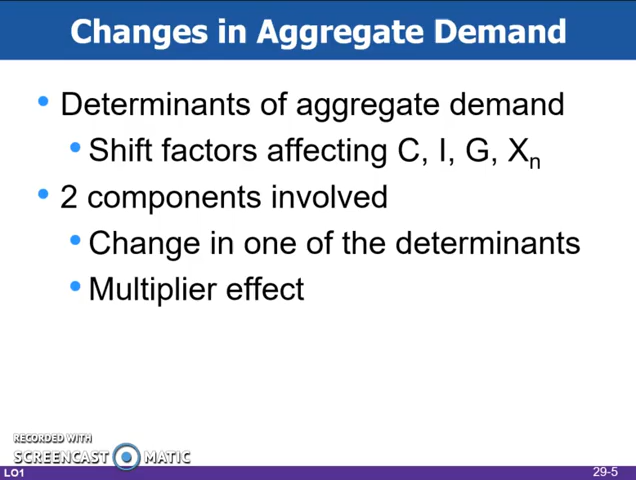 Changes in Aggregate Demand
• Determinants of aggregate demand
• Shift factors affecting C, I, G, Xn
• 2 components involved
• Change in one of the determinants
• Multiplier effect
RECORDED WITH
SCREENCAST MATIC
LO1
29-5